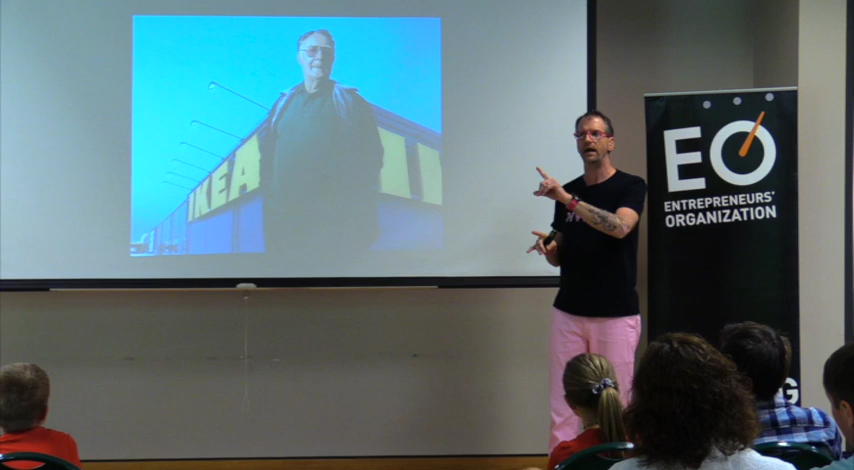 IKEA
EO
ENTREPRENEURS'
ORGANIZATION
G